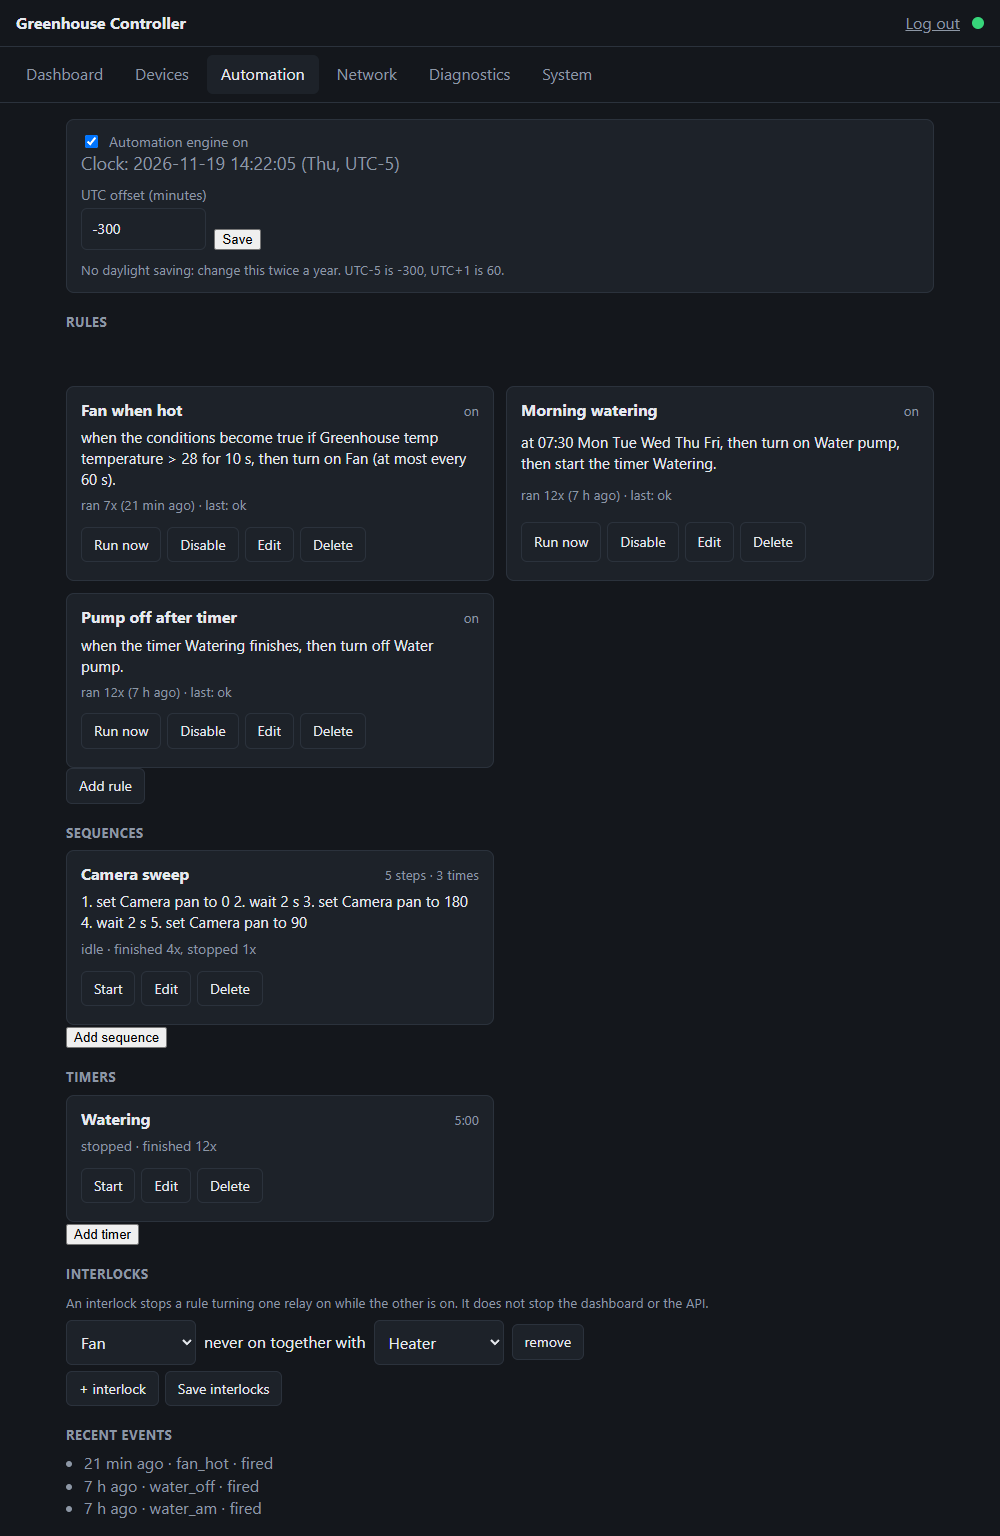 Greenhouse Controller
Log out
Dashboard Devices Automation Network Diagnostics System
Automation engine on
Clock: 2026-11-19 14:22:05 (Thu, UTC-5)
UTC offset (minutes)
-300
Save
No daylight saving: change this twice a year. UTC-5 is -300, UTC+1 is 60.
RULES
Fan when hot
on
when the conditions become true if Greenhouse temp
temperature > 28 for 10 s, then turn on Fan (at most every
60 s).
ran 7x (21 min ago) · last: ok
Run now Disable Edit Delete
Morning watering
on
at 07:30 Mon Tue Wed Thu Fri, then turn on Water pump,
then start the timer Watering.
ran 12x (7 h ago) · last: ok
Run now Disable Edit Delete
Pump off after timer
on
when the timer Watering finishes, then turn off Water
pump.
ran 12x (7 h ago) · last: ok
Run now Disable Edit Delete
Add rule
SEQUENCES
Camera sweep
5 steps · 3 times
1. set Camera pan to 0 2. wait 2 s 3. set Camera pan to 180
4. wait 2 s 5. set Camera pan to 90
idle · finished 4x, stopped 1x
Start Edit Delete
Add sequence
TIMERS
Watering
5:00
stopped · finished 12x
Start Edit Delete
Add timer
INTERLOCKS
An interlock stops a rule turning one relay on while the other is on. It does not stop the dashboard or the API.
Fan never on together with Heater remove
+ interlock Save interlocks
RECENT EVENTS
21 min ago · fan_hot · fired
7 h ago · water_off · fired
7 h ago · water_am · fired